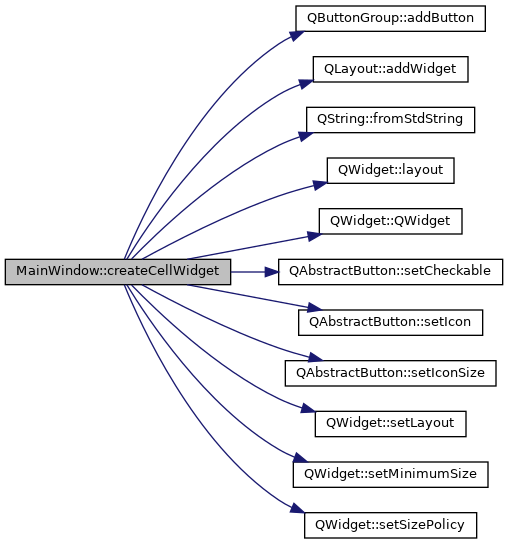 QButtonGroup::addButton
QLayout::addWidget
QString::fromStdString
QWidget::layout
QWidget::QWidget
MainWindow::createCellWidget
QAbstractButton::setCheckable
QAbstractButton::setIcon
QAbstractButton::setIconSize
QWidget::setLayout
QWidget::setMinimumSize
QWidget::setSizePolicy